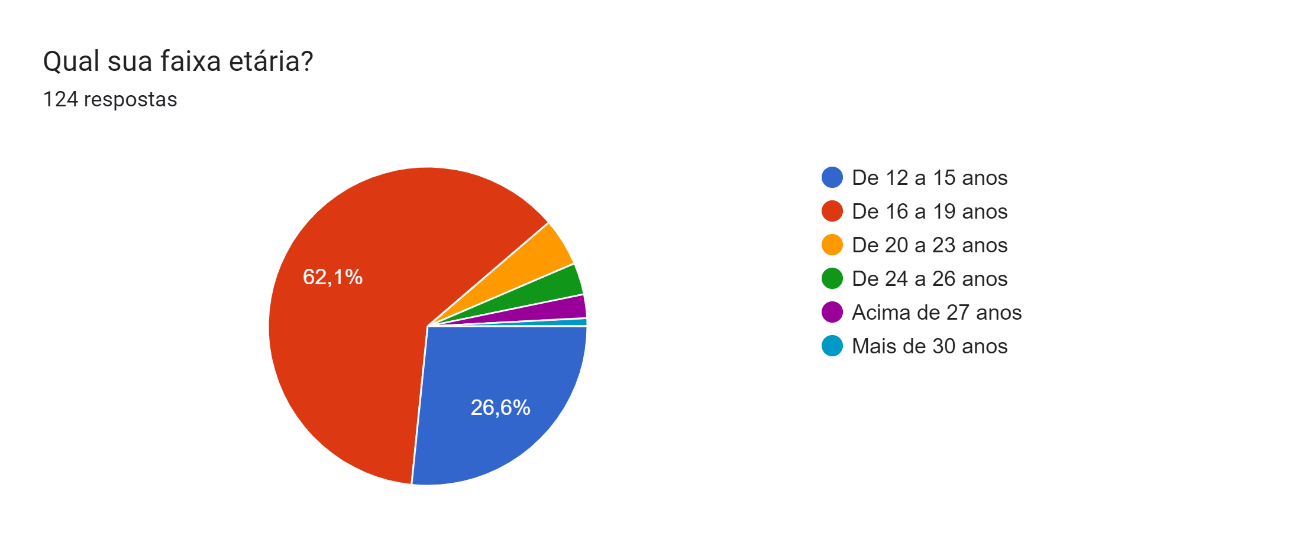 Qual sua faixa etária?
124 respostas
De 12 a 15 anos
De 16 a 19 anos
De 20 a 23 anos
De 24 a 26 anos
Acima de 27 anos
Mais de 30 anos
62,1%
26,6%